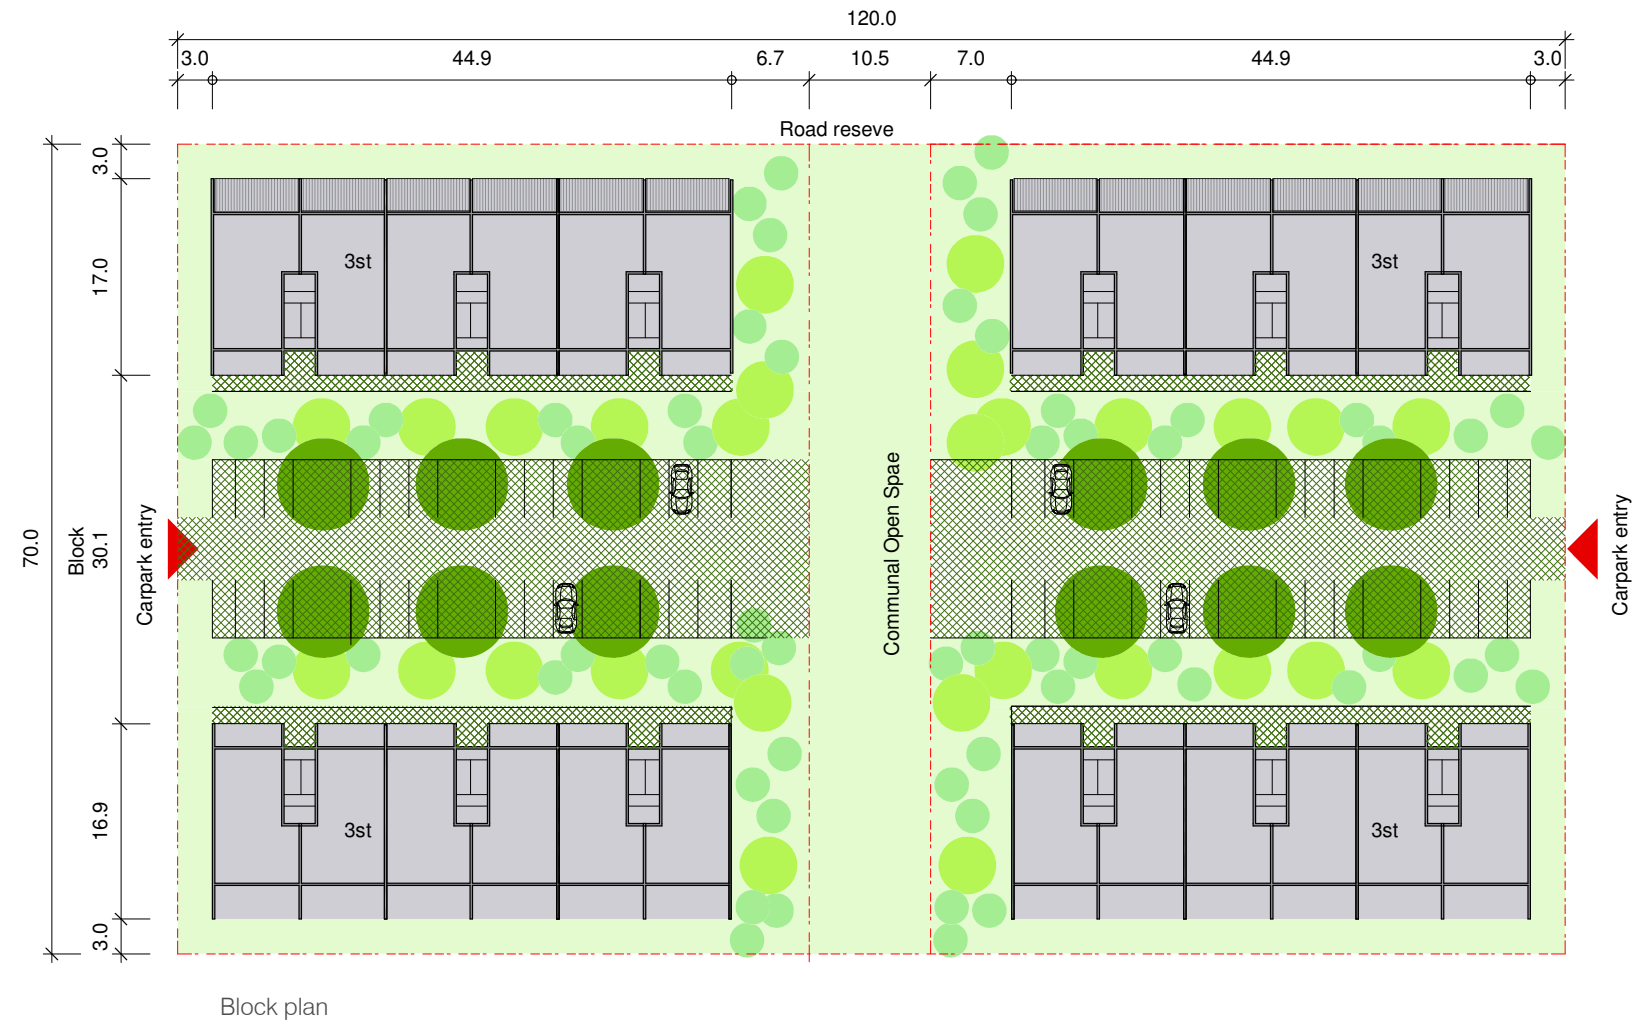 120.0
3.0
44.9
6.7
10.5
7.0
44.9
3.0
Road reseve
3.0
17.0
3st
3st
70.0
Block
30.1
Carpark entry
Communal Open Spae
Carpark entry
16.9
3st
3st
3.0
Block plan